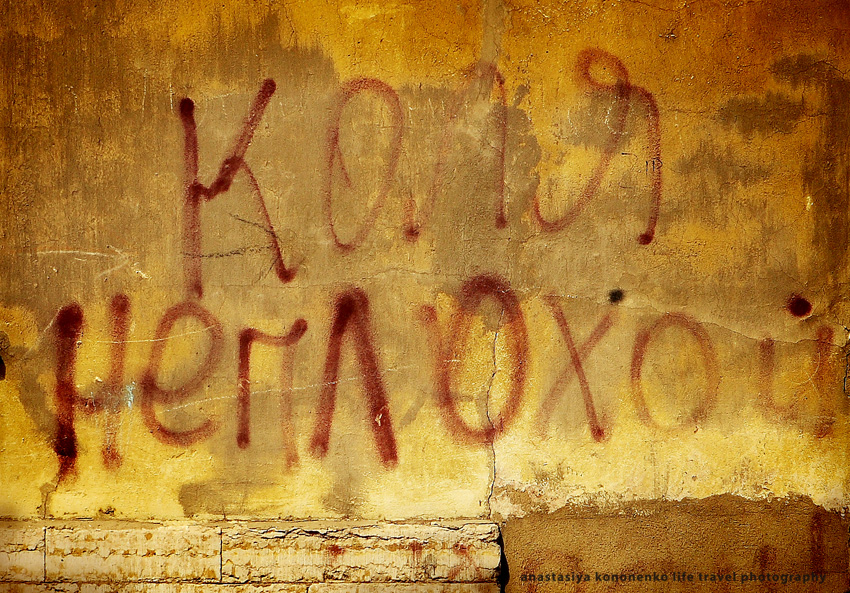 Коля
неплохой
anastasiya kononenko life travel photography